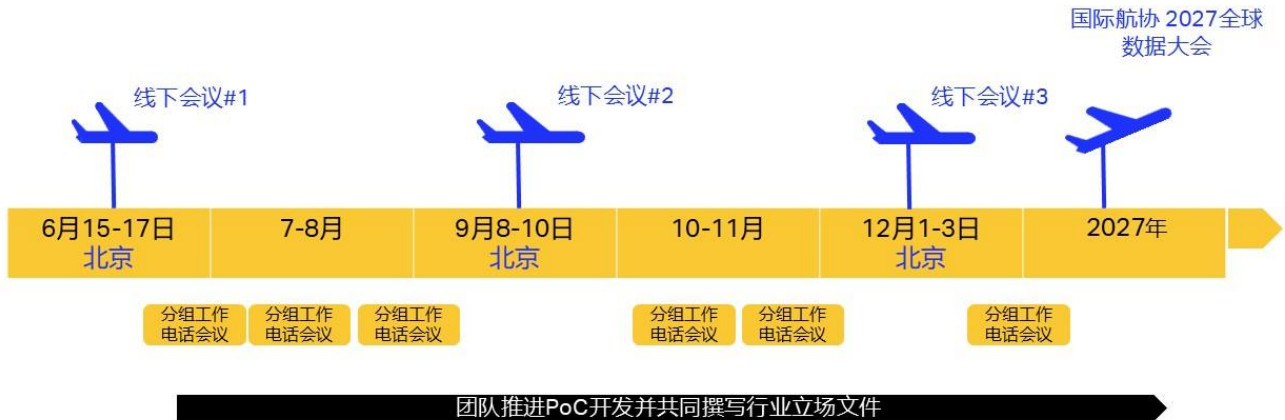 国际航协 2027全球
数据大会
线下会议#1
线下会议#2
线下会议#3
6月15-17日
北京
7-8月
9月8-10日
北京
10-11月
12月1-3日
北京
2027年
分组工作
电话会议
分组工作
电话会议
分组工作
电话会议
分组工作
电话会议
分组工作
电话会议
分组工作
电话会议
团队推进PoC开发并共同撰写行业立场文件